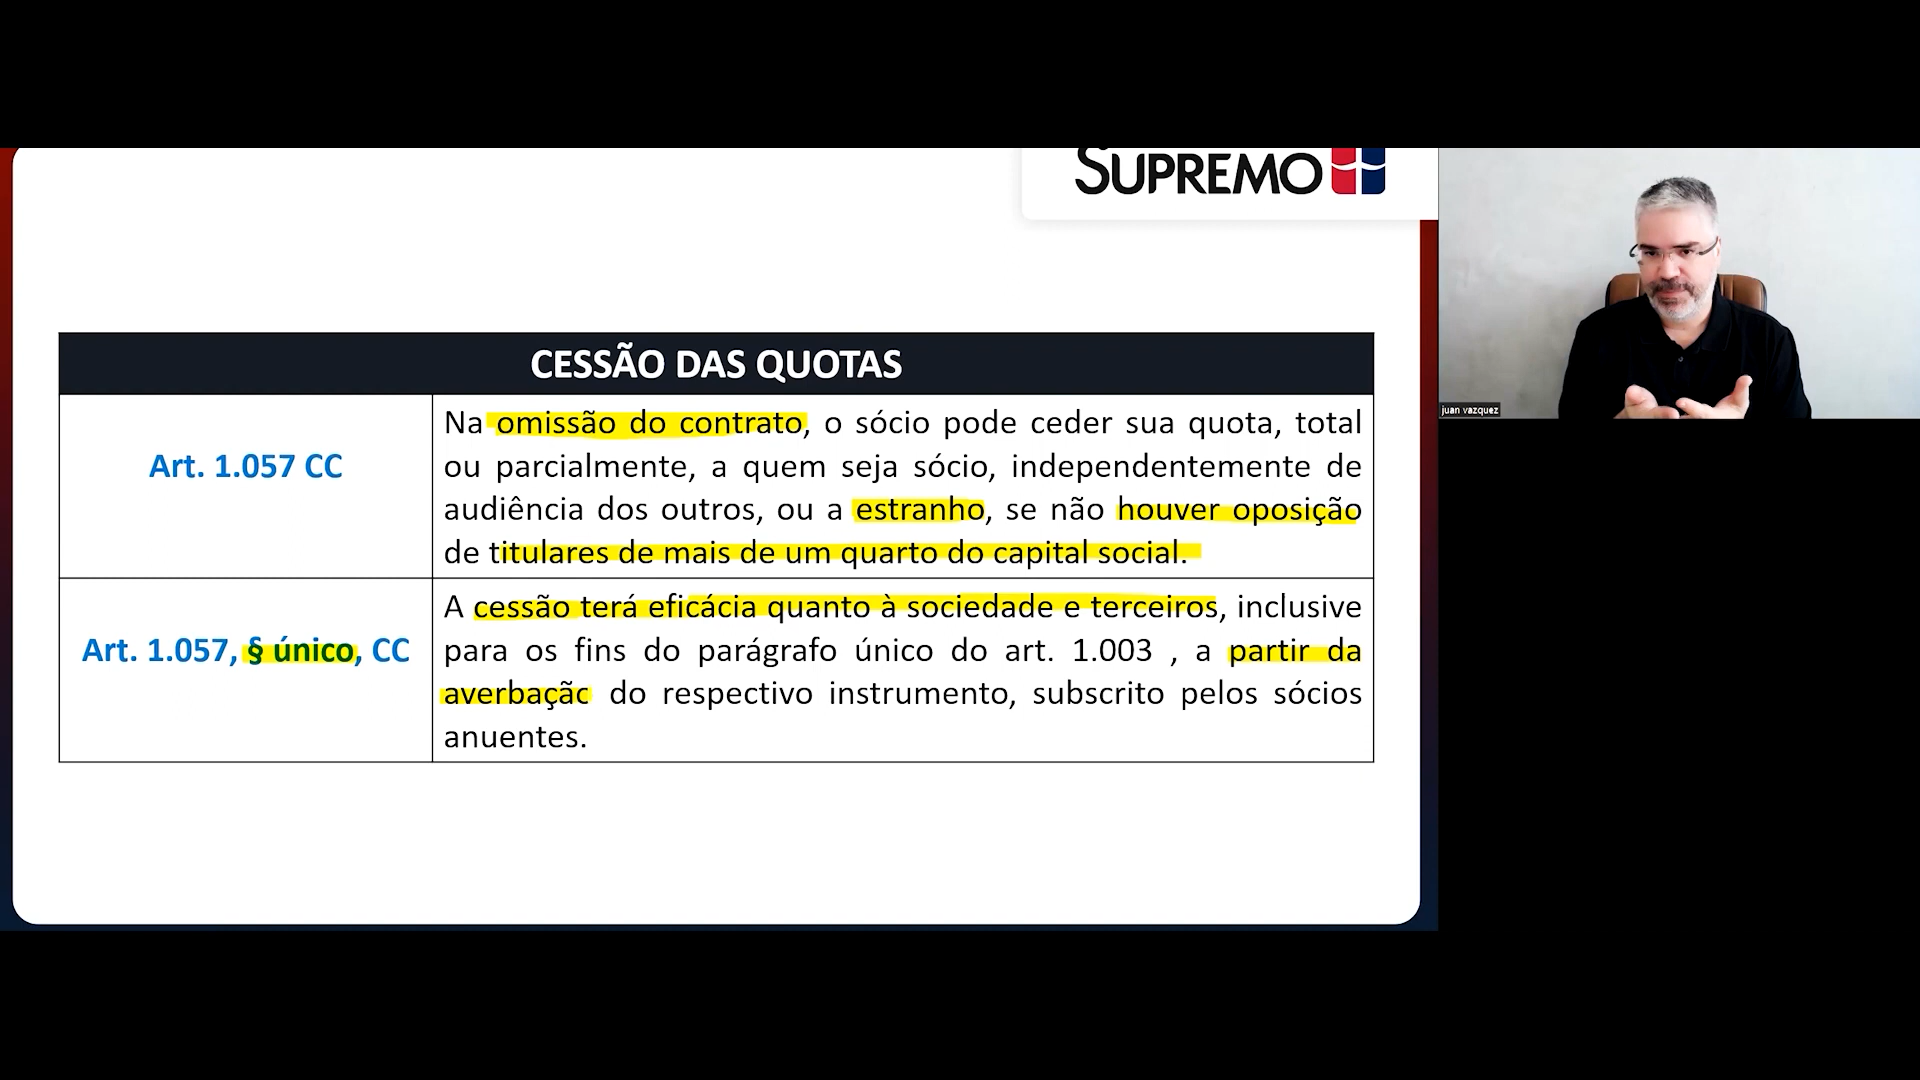 SUPREMO
juan vazquez
CESSÃO DAS QUOTAS
Art. 1.057 CC
Na omissão do contrato, o sócio pode ceder sua quota, total
ou parcialmente, a quem seja sócio, independentemente de
audiência dos outros, ou a estranho, se não houver oposição
de titulares de mais de um quarto do capital social.
Art. 1.057, § único, CC
A cessão terá eficácia quanto à sociedade e terceiros, inclusive
para os fins do parágrafo único do art. 1.003 , a partir da
averbaçãc do respectivo instrumento, subscrito pelos sócios
anuentes.